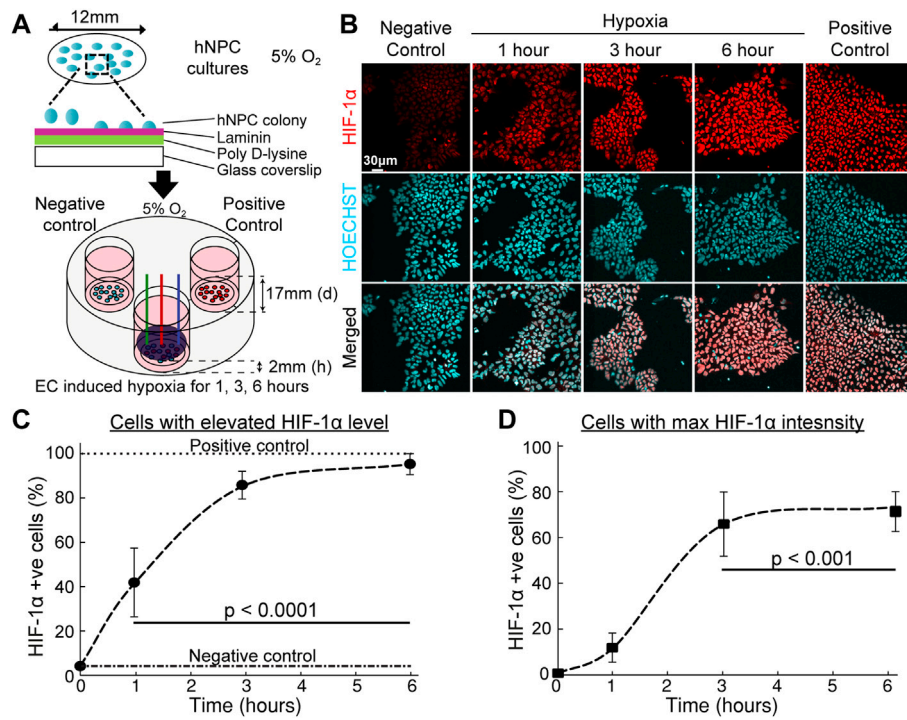 A
12mm
hNPC
cultures
5% O₂
hNPC colony
Laminin
Poly D-lysine
Glass coverslip
Negative
control
5% O₂
Positive
Control
17mm (d)
2mm (h)
EC induced hypoxia for 1, 3, 6 hours
B
Negative
Control
Hypoxia
1 hour
3 hour
6 hour
Positive
Control
HIF-1α
30µm
HOECHST
Merged
C
Cells with elevated HIF-1α level
Positive control
HIF-1α +ve cells (%)
100
80
60
40
20
0
p < 0.0001
Negative control
0 1 2 3 4 5 6
Time (hours)
D
Cells with max HIF-1α intesnsity
HIF-1α +ve cells (%)
100
80
60
40
20
0
p < 0.001
0 1 2 3 4 5 6
Time (hours)